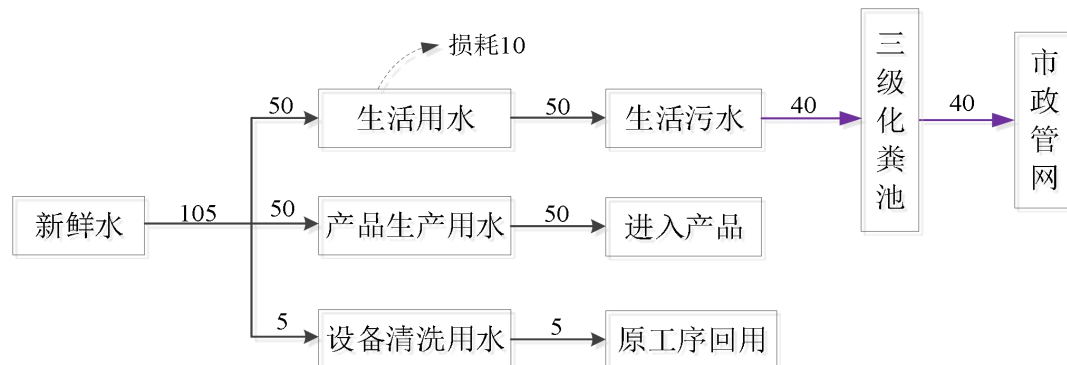 损耗10
50
生活用水
50
生活污水
40
三级化粪池
40
市政管网
新鲜水
105
50
产品生产用水
50
进入产品
5
设备清洗用水
5
原工序回用